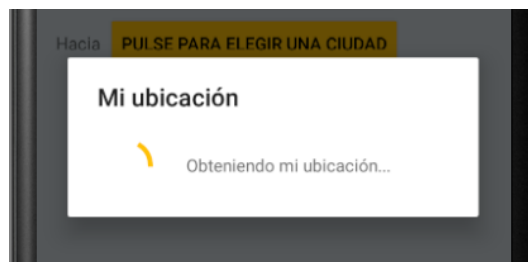 Hacia PULSE PARA ELEGIR UNA CIUDAD
Mi ubicación
Obteniendo mi ubicación...